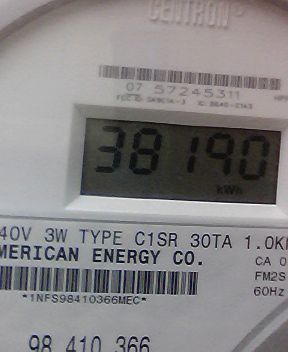 CENTRON®
07 57245311
38190
kWh
40V 3W TYPE C1SR 30TA 1.0K
MERICAN ENERGY CO.
CA 0
FM2S
60Hz
*1NFS98410366MEC*
98 410 366